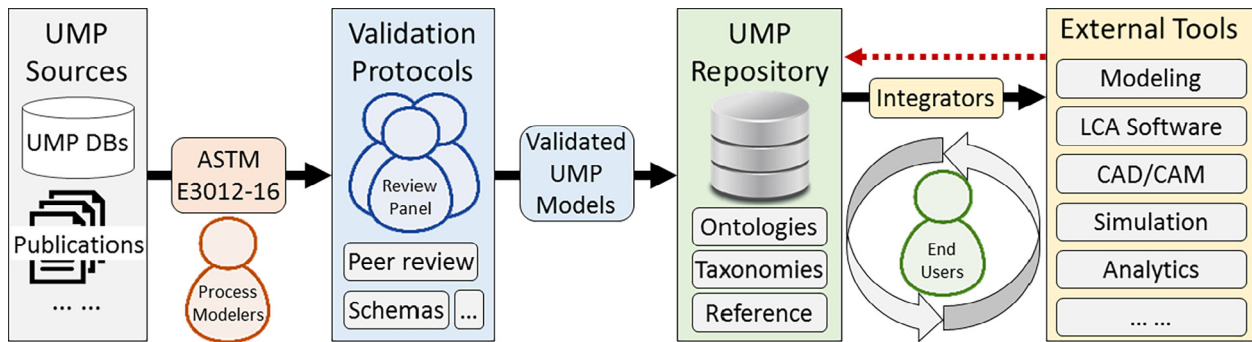 UMP
Sources
UMP DBs
Publications
... ...
ASTM
E3012-16
Process
Modelers
Validation
Protocols
Review
Panel
Peer review
Schemas
...
Validated
UMP
Models
UMP
Repository
Ontologies
Taxonomies
Reference
Integrators
End
Users
External Tools
Modeling
LCA Software
CAD/CAM
Simulation
Analytics
... ...